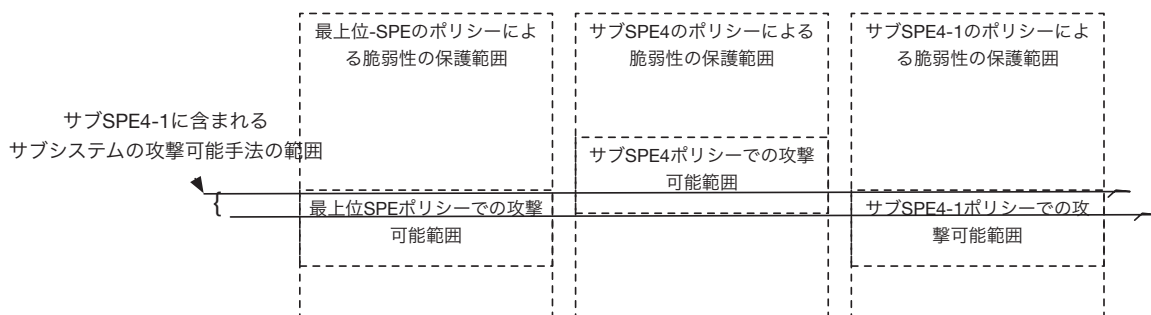 最上位-SPEのポリシーによ
る脆弱性の保護範囲
サブSPE4のポリシーによる
脆弱性の保護範囲
サブSPE4-1のポリシーによ
る脆弱性の保護範囲
サブSPE4-1に含まれる
サブシステムの攻撃可能手法の範囲
サブSPE4ポリシーでの攻撃
可能範囲
{
最上位SPEポリシーでの攻撃
可能範囲
サブSPE4-1ポリシーでの攻
撃可能範囲